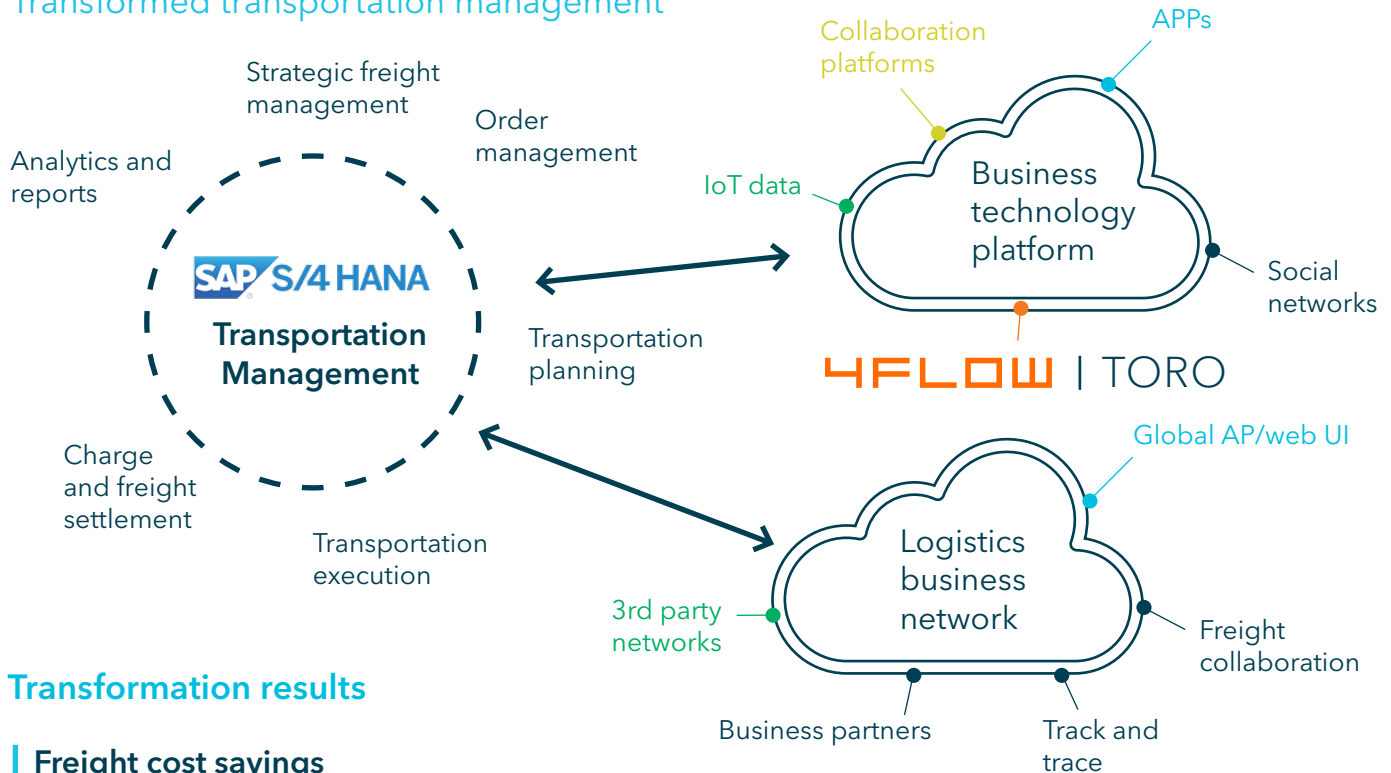 Transformed transportation management
Strategic freight
management
Order
management
Analytics and
reports
SAP S/4 HANA
Transportation
Management
Transportation
planning
Charge
and freight
settlement
Transportation
execution
Collaboration
platforms
APPs
IoT data
Business
technology
platform
Social
networks
4FLOW | TORO
Global AP/web UI
Logistics
business
network
3rd party
networks
Freight
collaboration
Business partners
Track and
trace
Transformation results
Freight cost savings